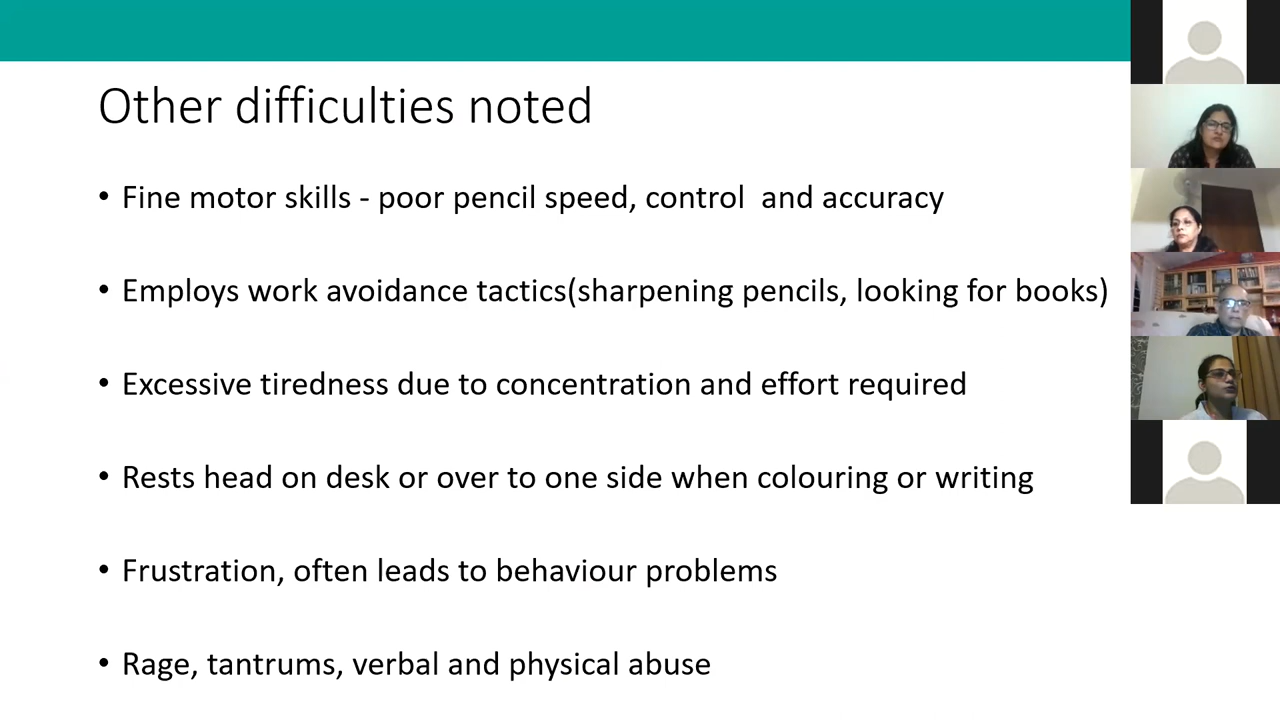 Other difficulties noted
• Fine motor skills - poor pencil speed, control  and accuracy
• Employs work avoidance tactics(sharpening pencils, looking for books)
• Excessive tiredness due to concentration and effort required
• Rests head on desk or over to one side when colouring or writing
• Frustration, often leads to behaviour problems
• Rage, tantrums, verbal and physical abuse